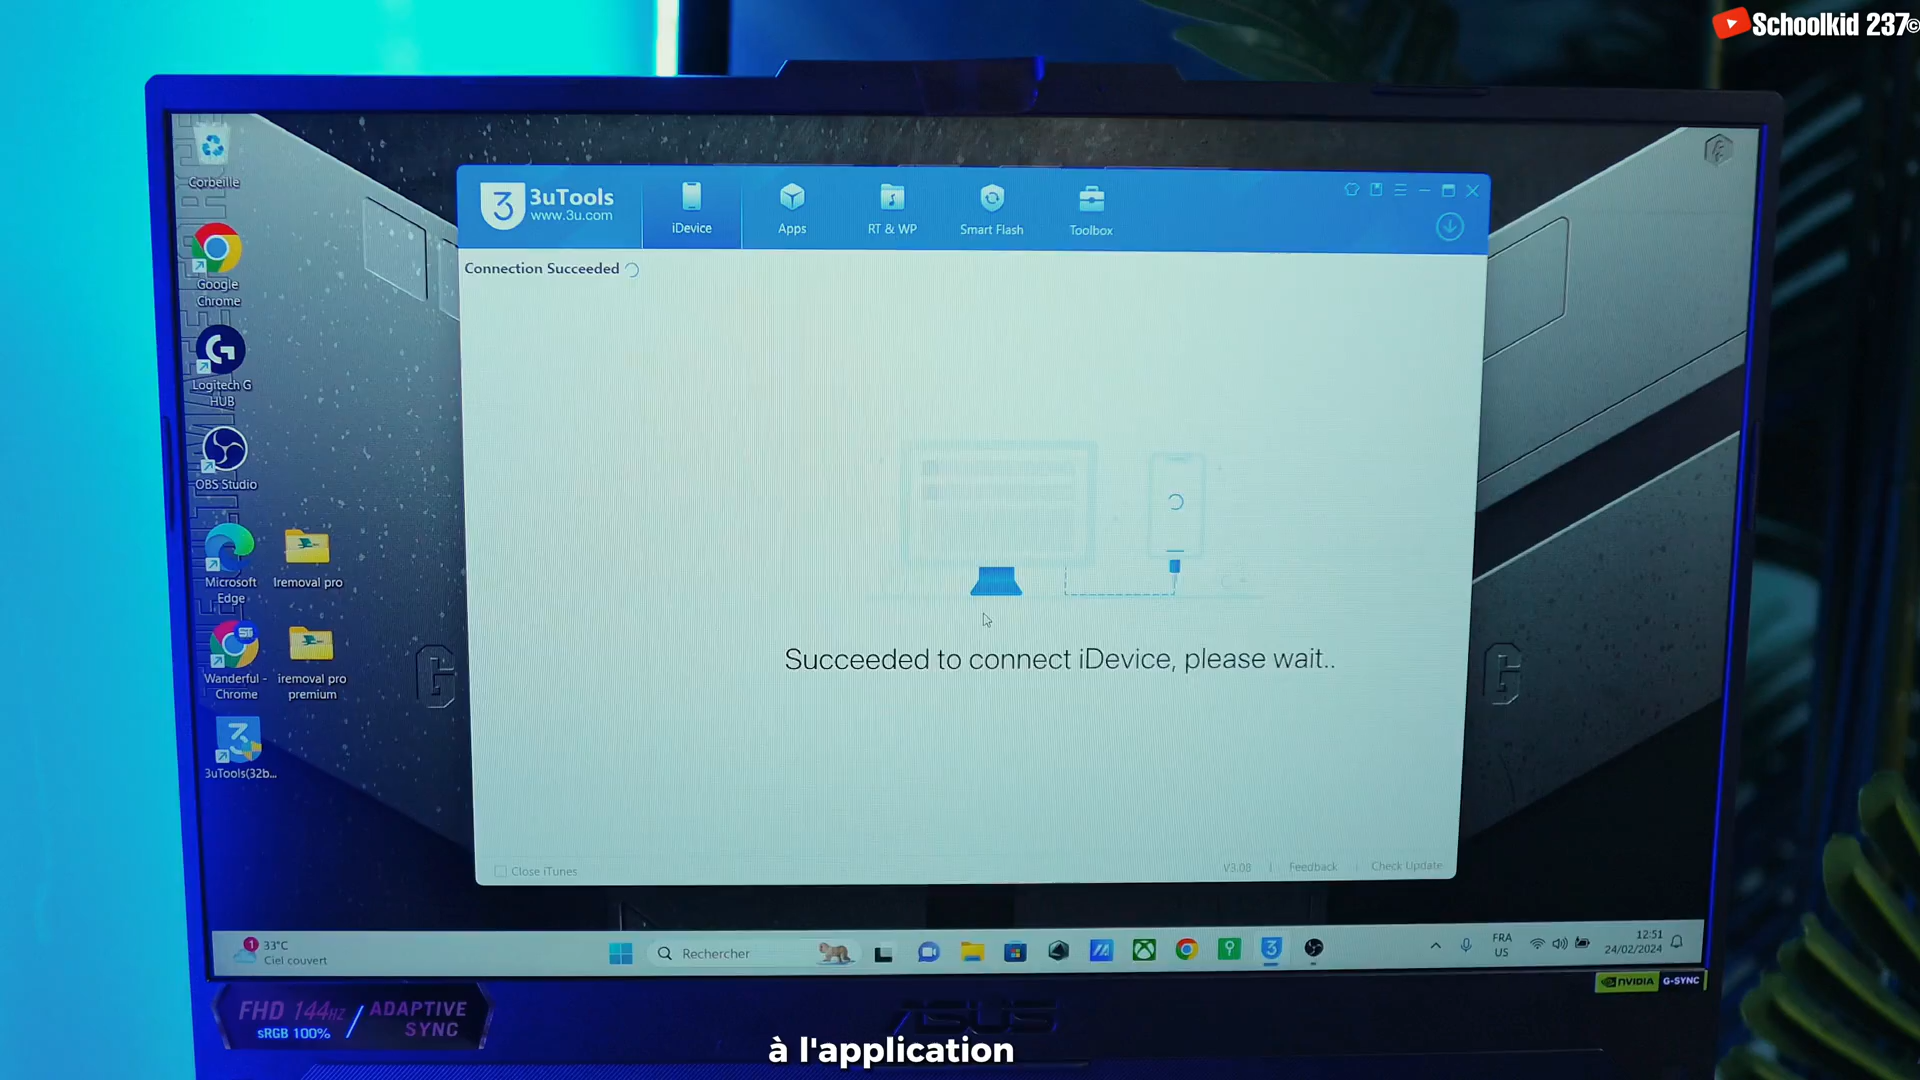 Schoolkid 237©
Corbeille
Google
Chrome
Logitech G
HUB
OBS Studio
Microsoft
Edge
Iremoval pro
Wanderful -
Chrome
iremoval pro
premium
3uTools(32b...
3uTools
www.3u.com
iDevice
Apps
RT & WP
Smart Flash
Toolbox
Connection Succeeded
Succeeded to connect iDevice, please wait..
Close iTunes
V3.08
Feedback
Check Update
1
33°C
Ciel couvert
Rechercher
FRA
US
12:51
24/02/2024
NVIDIA G-SYNC
FHD 144HZ / ADAPTIVE SYNC
sRGB 100%
ASUS
à l'application